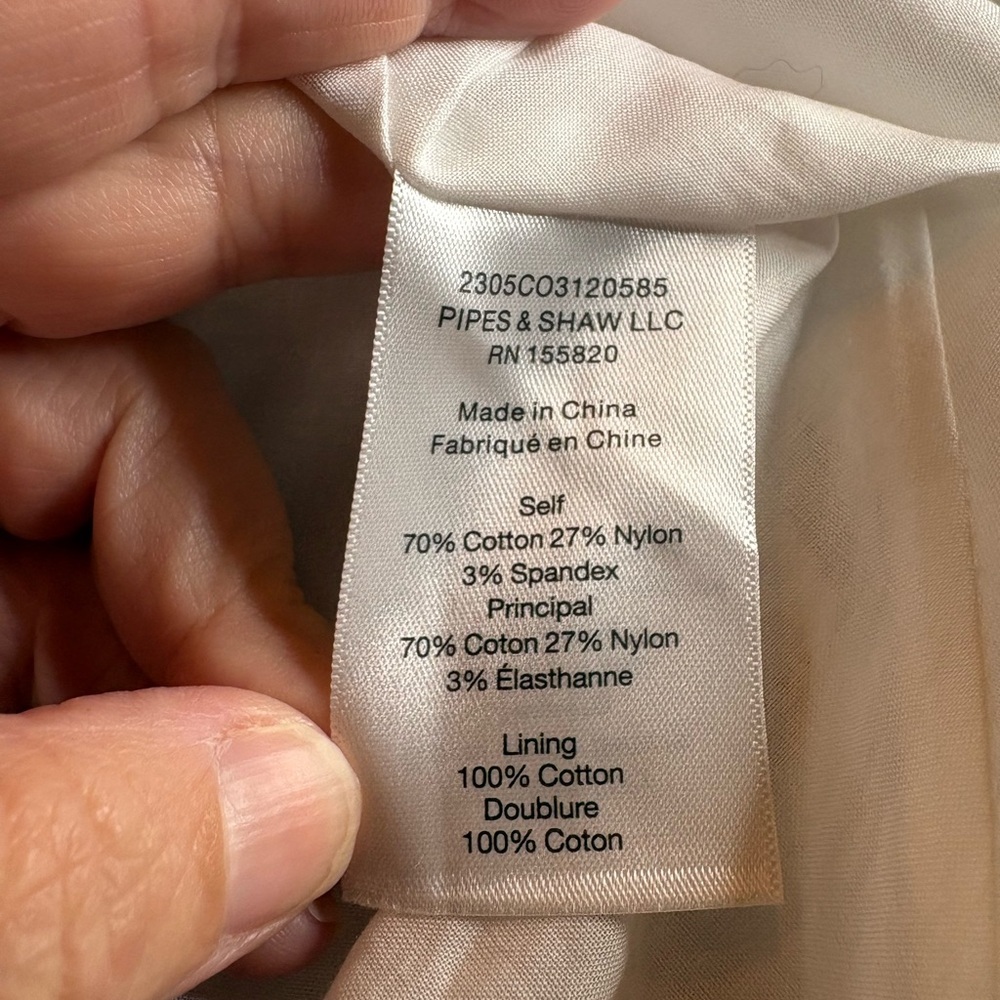 2305CO3120585
PIPES & SHAW LLC
RN 155820
Made in China
Fabriqué en Chine
Self
70% Cotton 27% Nylon
3% Spandex
Principal
70% Coton 27% Nylon
3% Élasthanne
Lining
100% Cotton
Doublure
100% Coton